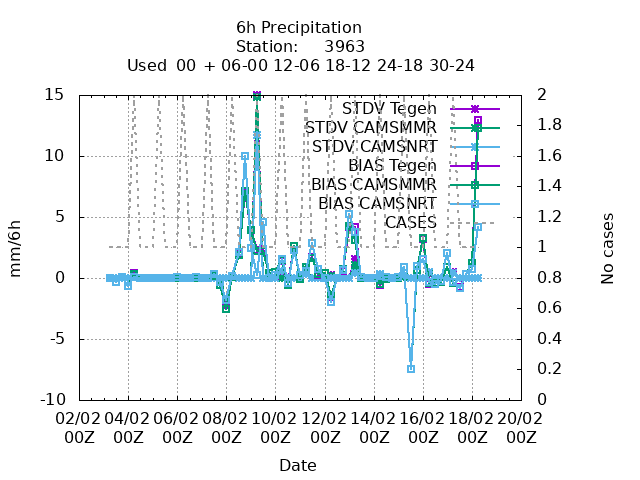 6h Precipitation
Station: 3963
Used 00 + 06-00 12-06 18-12 24-18 30-24
15
10
5
0
-5
-10
mm/6h
2
1.8
1.6
1.4
1.2
1
0.8
0.6
0.4
0.2
0
No cases
STDV Tegen
STDV CAMSMMR
STDV CAMSNRT
BIAS Tegen
BIAS CAMSMMR
BIAS CAMSNRT
CASES
02/02 04/02 06/02 08/02 10/02 12/02 14/02 16/02 18/02 20/02
00Z 00Z 00Z 00Z 00Z 00Z 00Z 00Z 00Z 00Z
Date